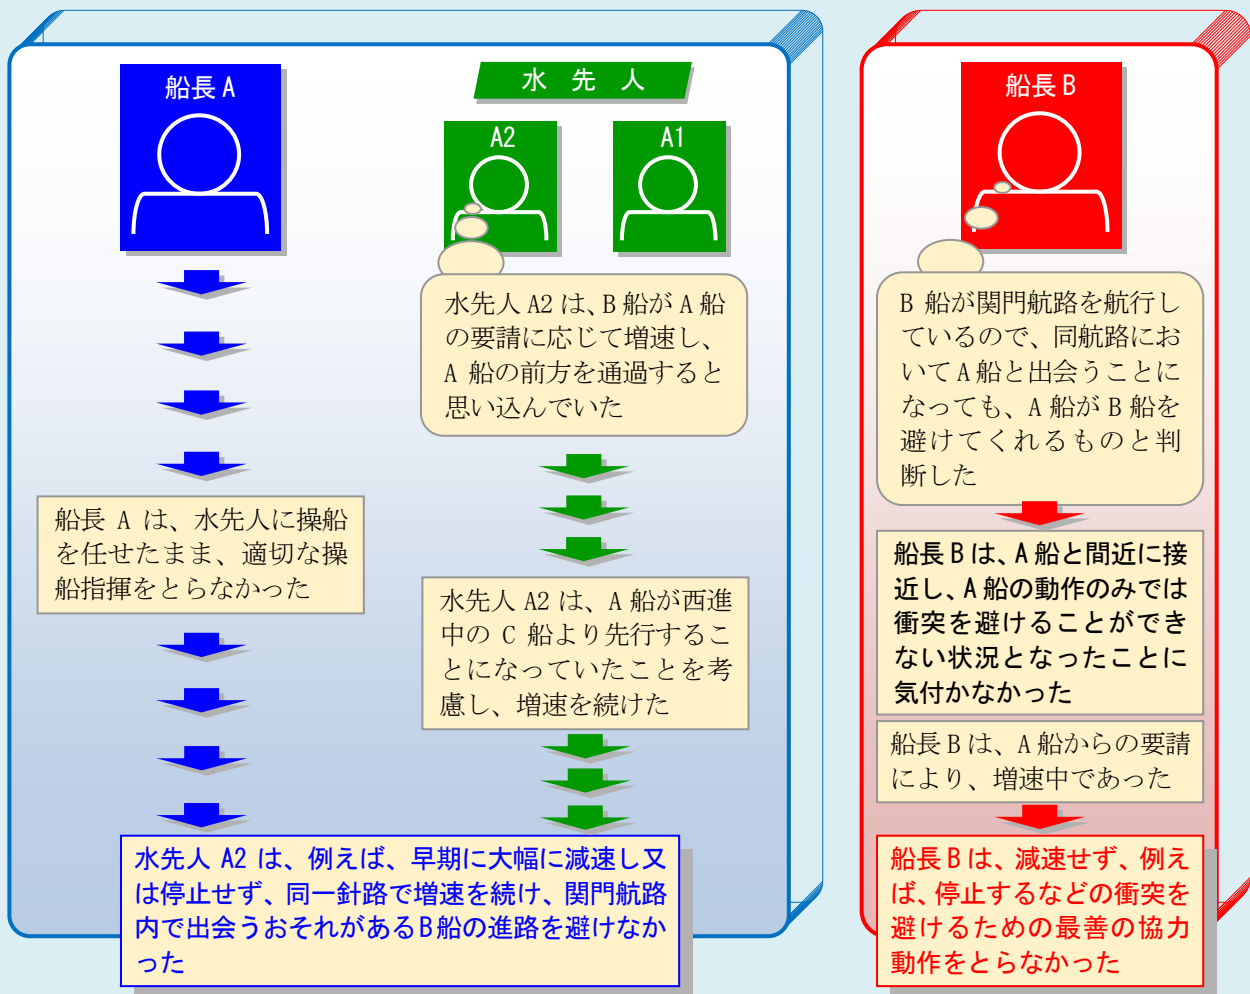 船長 A
水 先 人
A2
A1
水先人 A2 は、B 船が A 船
の要請に応じて増速し、
A 船の前方を通過すると
思い込んでいた
船長 A は、水先人に操船
を任せたまま、適切な操
船指揮をとらなかった
水先人 A2 は、A 船が西進
中の C 船より先行するこ
とになっていたことを考
慮し、増速を続けた
水先人 A2 は、例えば、早期に大幅に減速し又
は停止せず、同一針路で増速を続け、関門航路
内で出会うおそれがあるB船の進路を避けなか
った
船長 B
B 船が関門航路を航行し
ているので、同航路にお
いて A 船と出会うことに
なっても、A 船が B 船を
避けてくれるものと判
断した
船長 B は、A 船と間近に接
近し、A 船の動作のみでは
衝突を避けることができ
ない状況となったことに
気付かなかった
船長 B は、A 船からの要請
により、増速中であった
船長 B は、減速せず、例え
ば、停止するなどの衝突を
避けるための最善の協力
動作をとらなかった